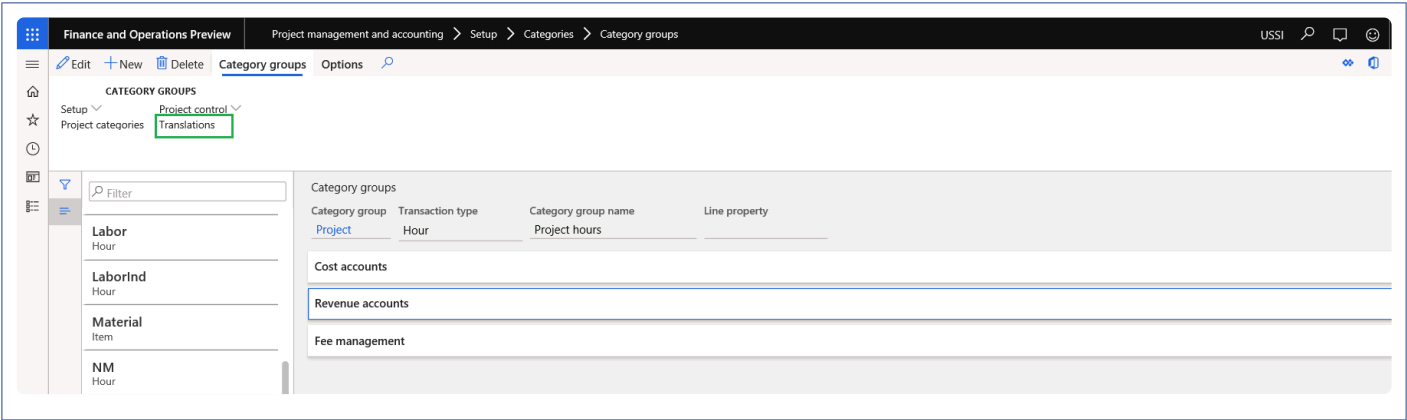 Finance and Operations Preview
Project management and accounting > Setup > Categories > Category groups
USSI
Edit
New
Delete
Category groups
Options
CATEGORY GROUPS
Setup
Project control
Project categories
Translations
Filter
Labor
Hour
LaborInd
Hour
Material
Item
NM
Hour
Category groups
Category group
Transaction type
Category group name
Line property
Project
Hour
Project hours
Cost accounts
Revenue accounts
Fee management